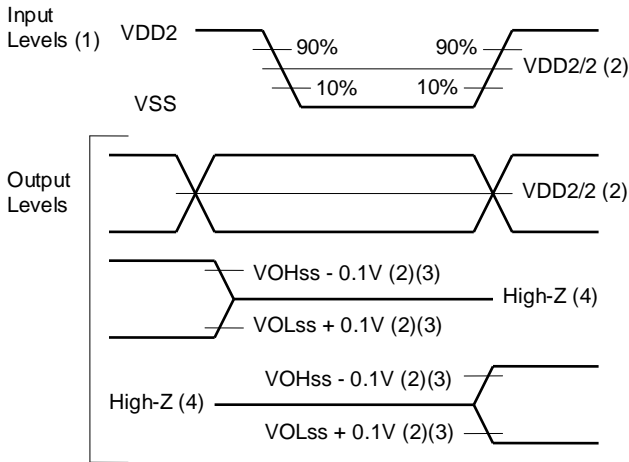 Input
Levels (1)
VDD2
90%
90%
VDD2/2 (2)
10%
10%
VSS
Output
Levels
VDD2/2 (2)
VOHss - 0.1V (2)(3)
High-Z (4)
VOLss + 0.1V (2)(3)
VOHss - 0.1V (2)(3)
High-Z (4)
VOLss + 0.1V (2)(3)